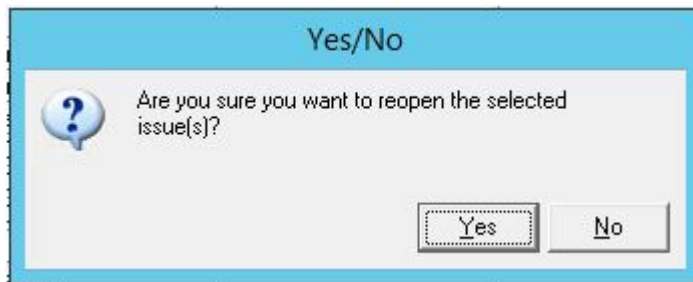 Yes/No
Are you sure you want to reopen the selected
issue(s)?
Yes
No